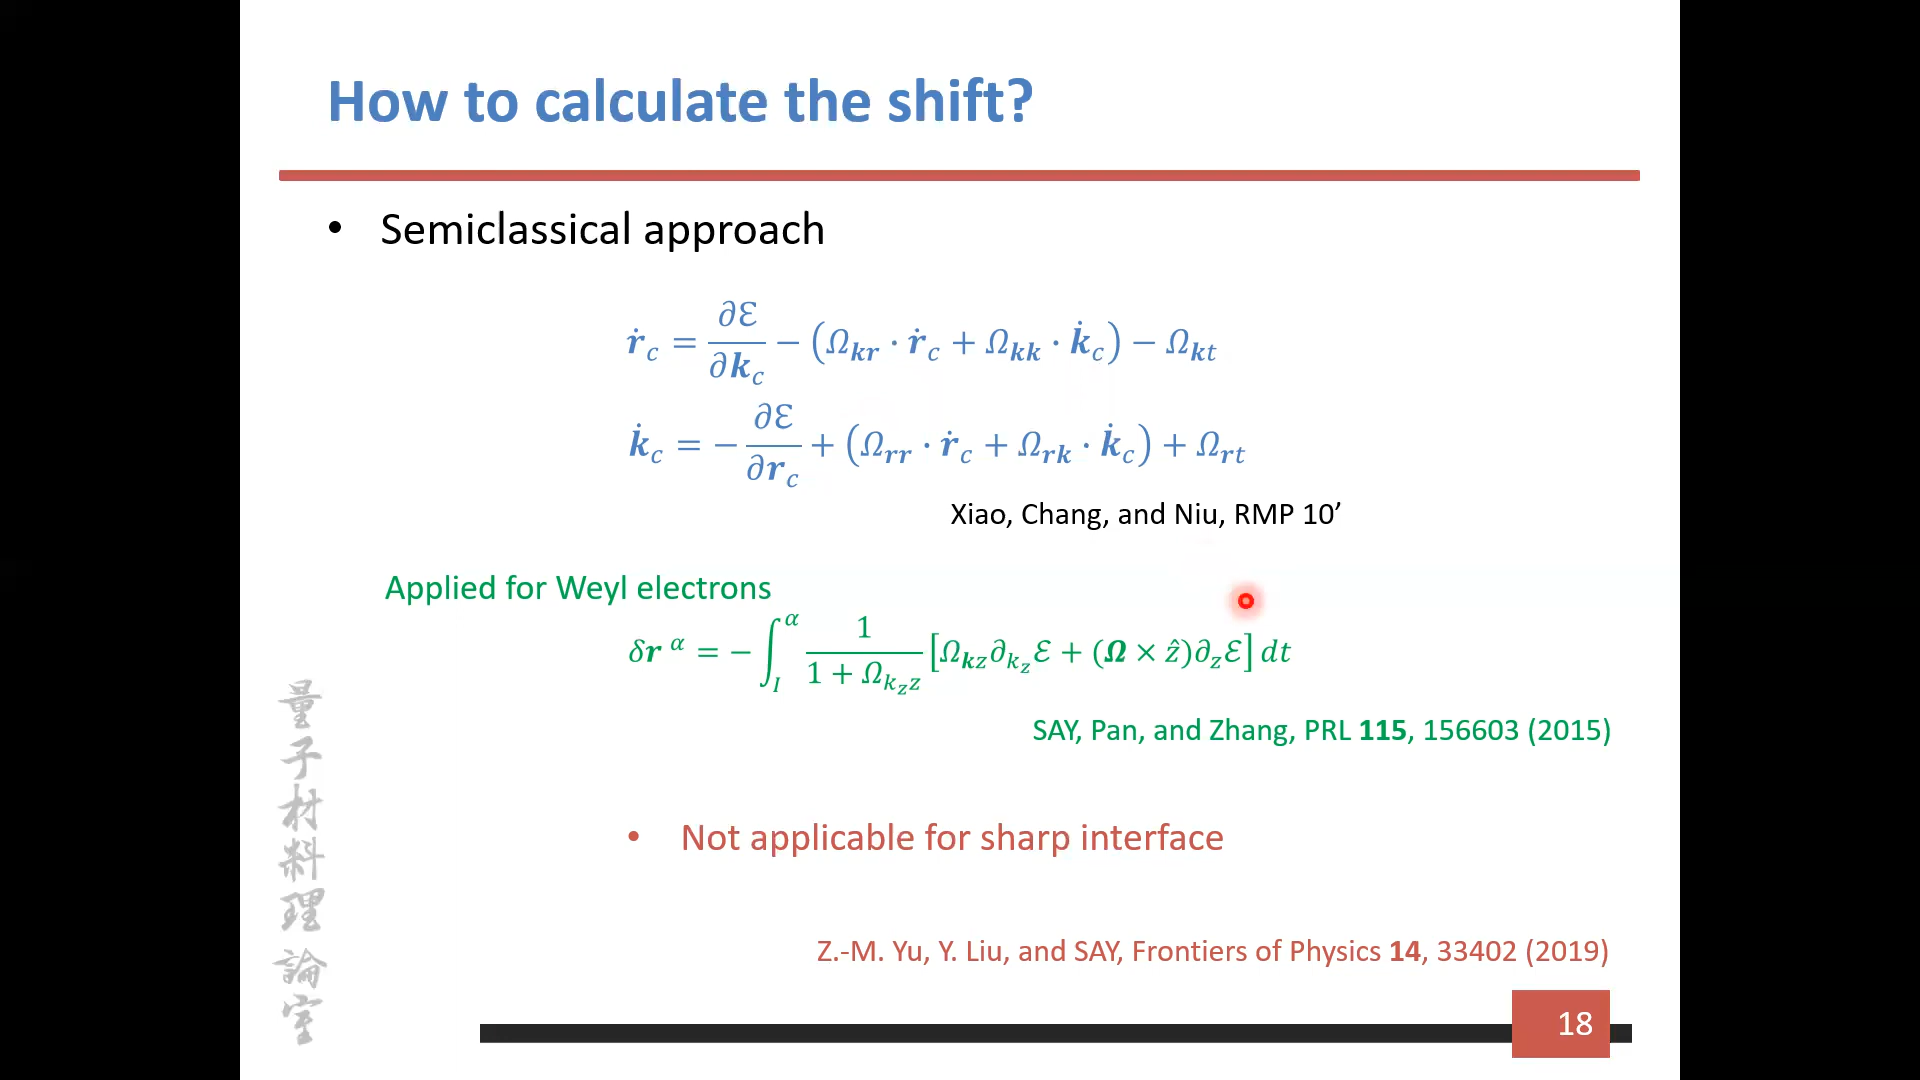 How to calculate the shift?
• Semiclassical approach
ṙ_c = ∂ℇ/∂k_c − (Ω_kr · ṙ_c + Ω_kk · k̇_c) − Ω_kt
k̇_c = − ∂ℇ/∂r_c + (Ω_rr · ṙ_c + Ω_rk · k̇_c) + Ω_rt
Xiao, Chang, and Niu, RMP 10’
Applied for Weyl electrons
δr^α = − ∫_I^α 1/(1 + Ω_{k_z z}) [Ω_{kz} ∂_{k_z} ℰ + (Ω × ẑ)∂_z ℰ] dt
SAY, Pan, and Zhang, PRL 115, 156603 (2015)
• Not applicable for sharp interface
Z.-M. Yu, Y. Liu, and SAY, Frontiers of Physics 14, 33402 (2019)
18
量子材料理論室